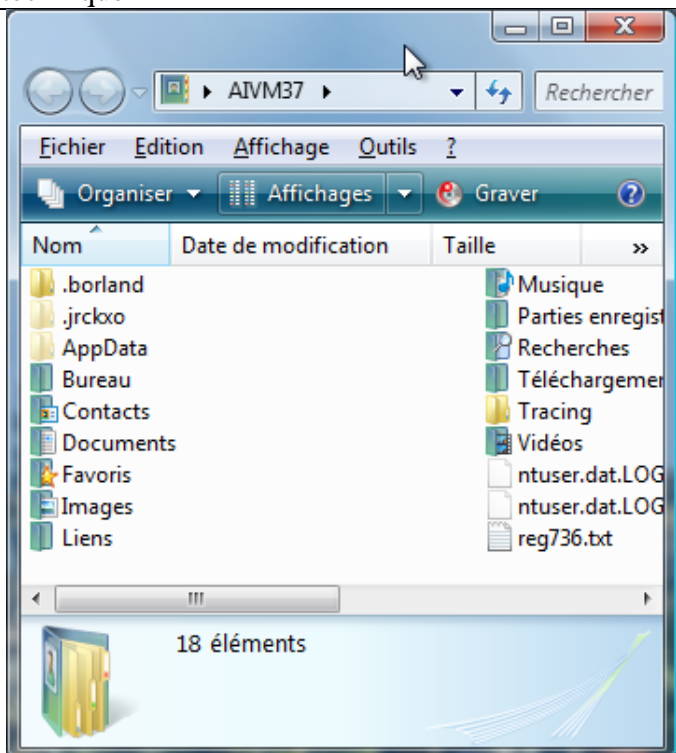 AIVM37
Rechercher
Fichier Edition Affichage Outils ?
Organiser Affichages Graver ?
Nom Date de modification Taille »
.borland
.jrckxo
AppData
Bureau
Contacts
Documents
Favoris
Images
Liens
Musique
Parties enregist
Recherches
Téléchargemen
Tracing
Vidéos
ntuser.dat.LOG
ntuser.dat.LOG
reg736.txt
18 éléments